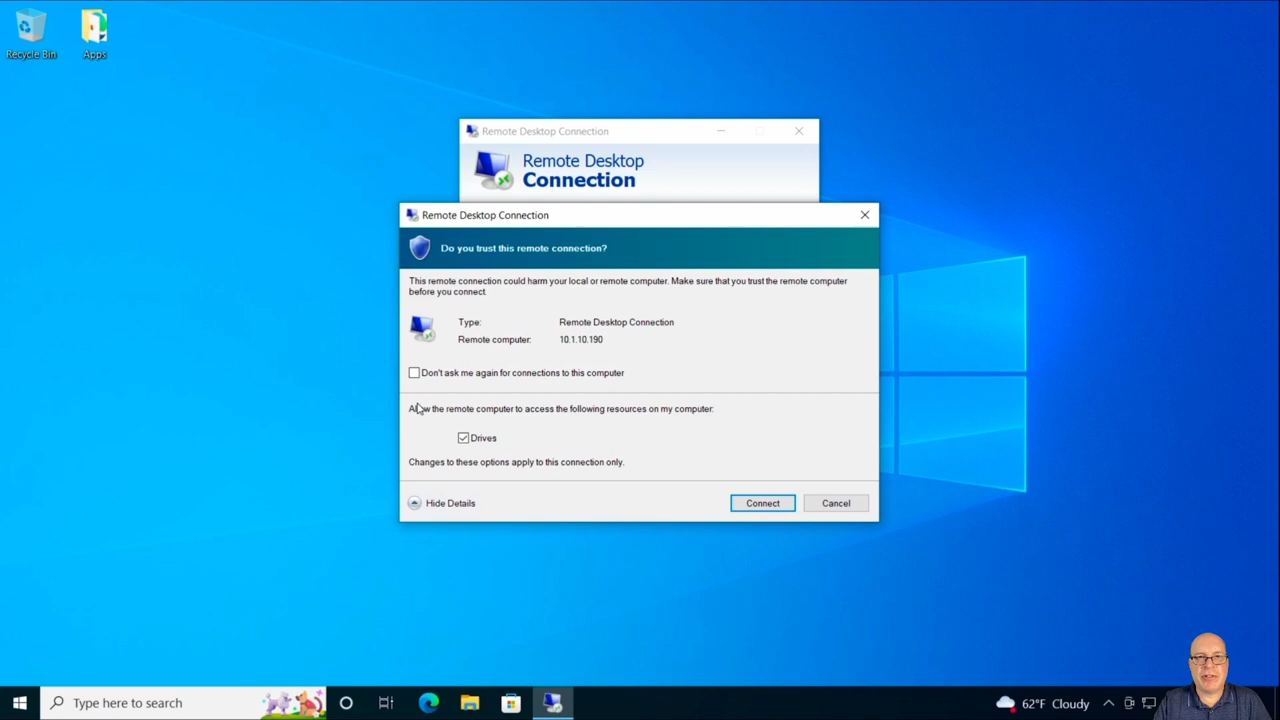 Recycle Bin
Apps
Remote Desktop Connection
Remote Desktop
Connection
Remote Desktop Connection
Do you trust this remote connection?
This remote connection could harm your local or remote computer. Make sure that you trust the remote computer
before you connect.
Type: Remote Desktop Connection
Remote computer: 10.1.10.190
Don't ask me again for connections to this computer
Allow the remote computer to access the following resources on my computer:
Drives
Changes to these options apply to this connection only.
Hide Details
Connect
Cancel
Type here to search
62°F Cloudy